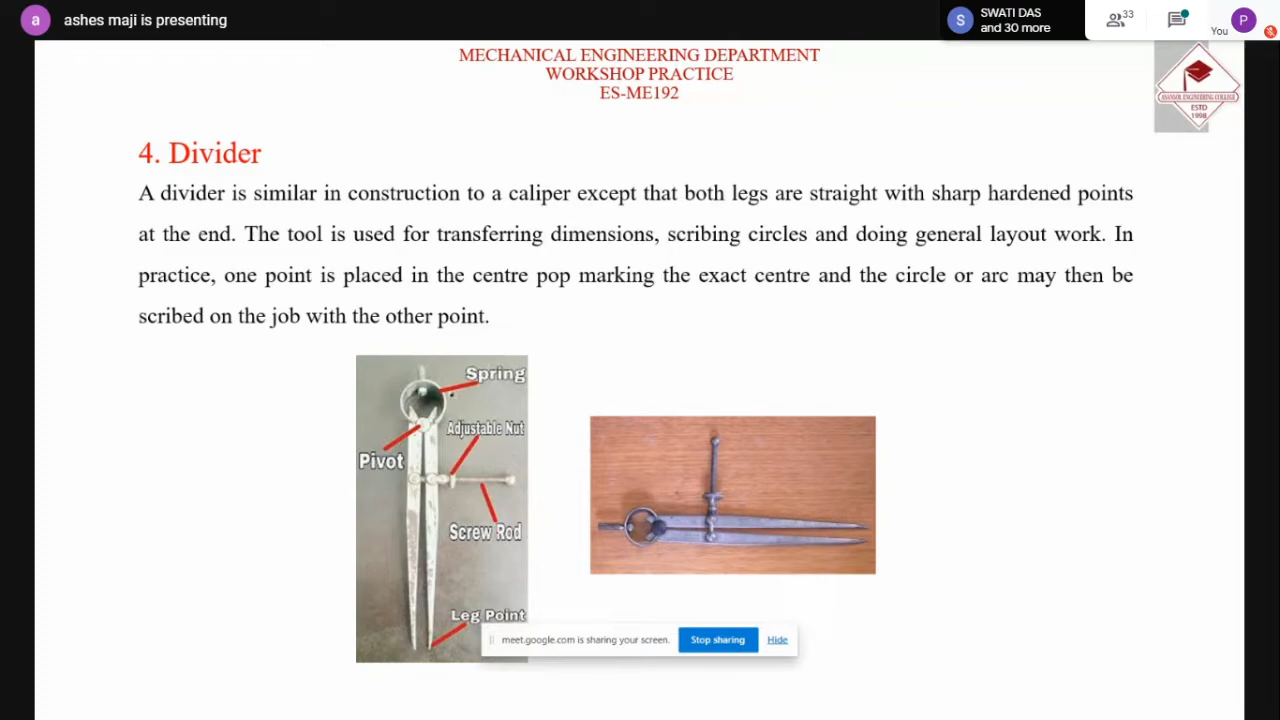 a
ashes maji is presenting
S
SWATI DAS
and 30 more
33
You
P
MECHANICAL ENGINEERING DEPARTMENT
WORKSHOP PRACTICE
ES-ME192
ASANSOL ENGINEERING COLLEGE
ESTD
1998
4. Divider
A divider is similar in construction to a caliper except that both legs are straight with sharp hardened points
at the end. The tool is used for transferring dimensions, scribing circles and doing general layout work. In
practice, one point is placed in the centre pop marking the exact centre and the circle or arc may then be
scribed on the job with the other point.
Spring
Adjustable Nut
Pivot
Screw Rod
Leg Point
meet.google.com is sharing your screen.
Stop sharing
Hide